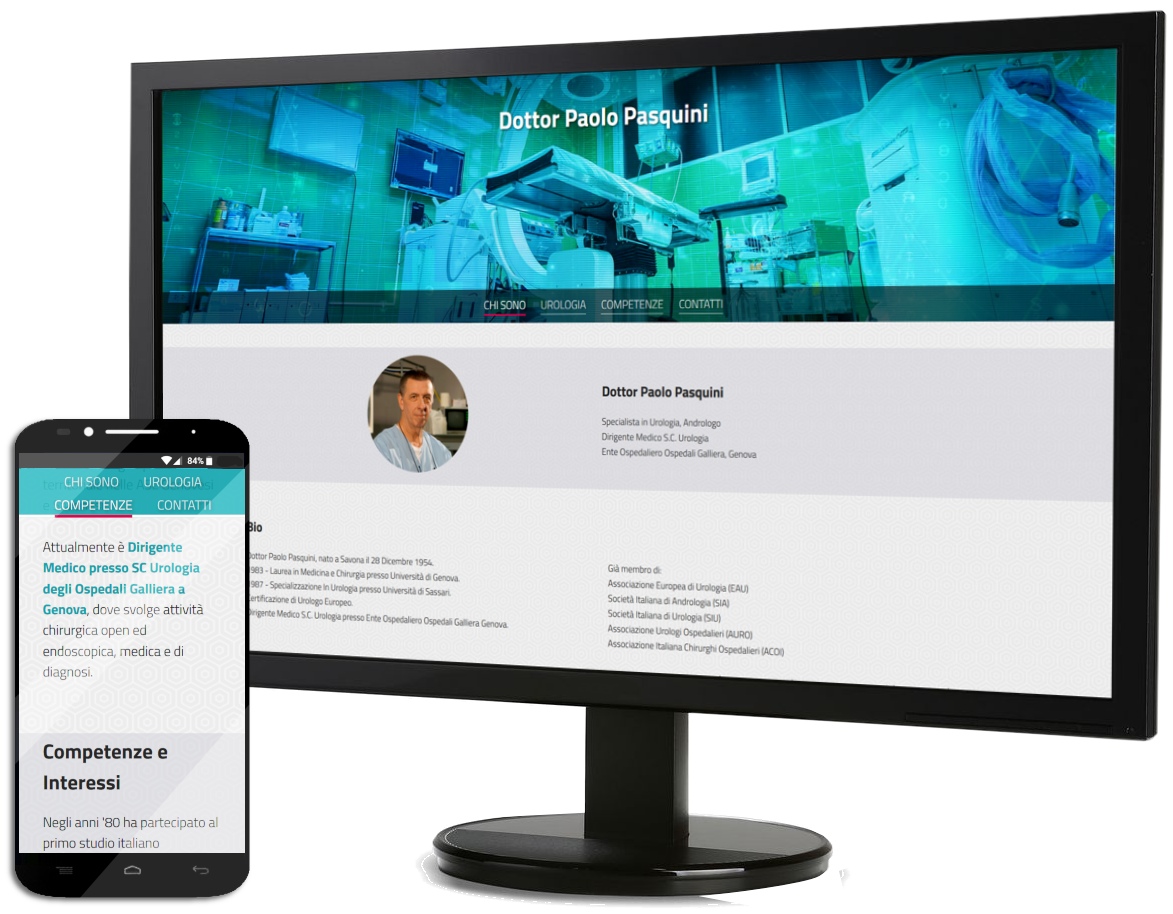 Dottor Paolo Pasquini
CHI SONO UROLOGIA COMPETENZE CONTATTI
Dottor Paolo Pasquini
Specialista in Urologia, Andrologo
Dirigente Medico S.C. Urologia
Ente Ospedaliero Ospedali Galliera, Genova
Bio
Dottor Paolo Pasquini, nato a Savona il 28 Dicembre 1954.
1983 - Laurea in Medicina e Chirurgia presso Università di Genova.
1987 - Specializzazione in Urologia presso Università di Sassari.
Certificazione di Urologo Europeo.
Dirigente Medico S.C. Urologia presso Ente Ospedaliero Ospedali Galliera Genova.
Già membro di:
Associazione Europea di Urologia (EAU)
Società Italiana di Andrologia (SIA)
Società Italiana di Urologia (SIU)
Associazione Urologi Ospedalieri (AURO)
Associazione Italiana Chirurghi Ospedalieri (ACOI)
84%
CHI SONO UROLOGIA
COMPETENZE CONTATTI
Attualmente è Dirigente
Medico presso SC Urologia
degli Ospedali Galliera a
Genova, dove svolge attività
chirurgica open ed
endoscopica, medica e di
diagnosi.
Competenze e
Interessi
Negli anni '80 ha partecipato al
primo studio italiano